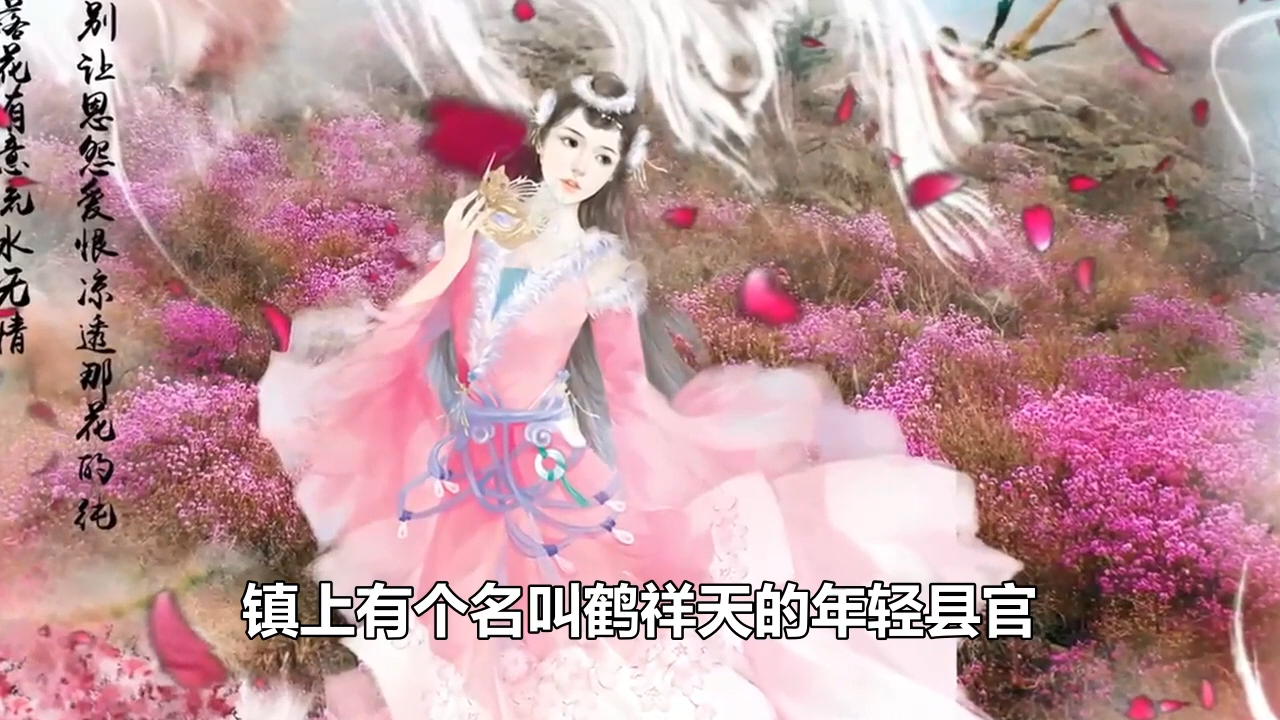 别让恩怨爱恨凉透那花的纯
落花有意流水无情
镇上有个名叫鹤祥天的年轻县官